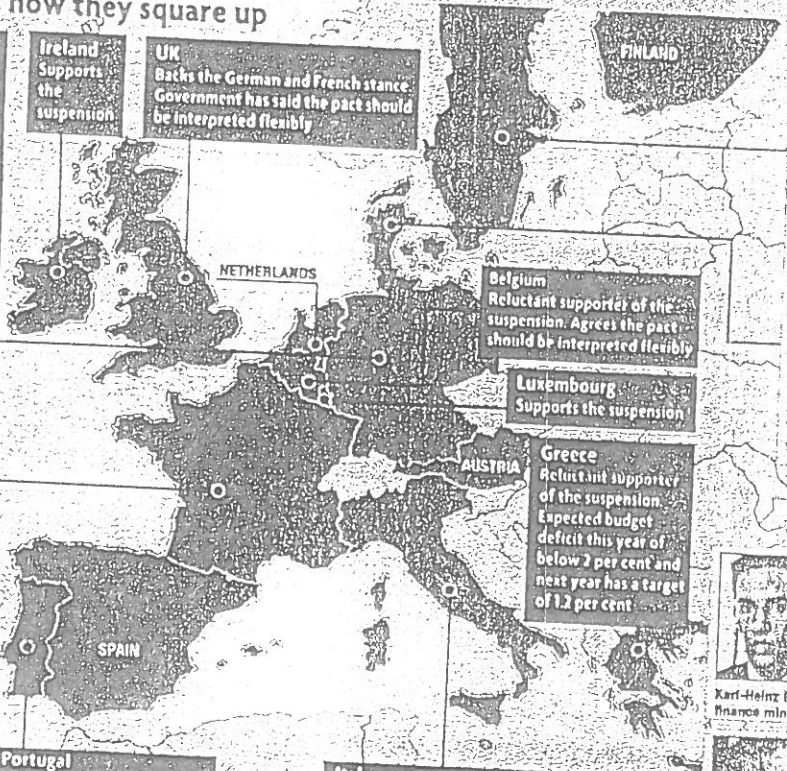 how they square up
Ireland
Supports
the
suspension
UK
Backs the German and French stance.
Government has said the pact should
be interpreted flexibly
FINLAND
NETHERLANDS
Belgium
Reluctant supporter of the
suspension. Agrees the pact
should be interpreted flexibly
Luxembourg
Supports the suspension
AUSTRIA
Greece
Reluctant supporter
of the suspension.
Expected budget
deficit this year of
below 2 per cent and
next year has a target
of 1.2 per cent
SPAIN
Karl-Heinz
finance min
Portugal